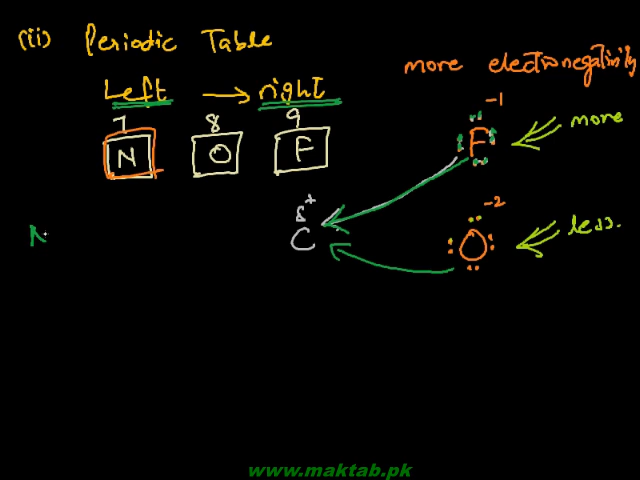 (ii) Periodic Table
more electronegativity
Left → right
7 8 9
N O F
F -1
more
δ+
C
O -2
less.
N
www.maktab.pk